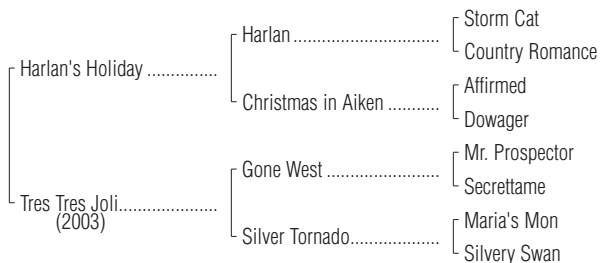 Storm Cat
Harlan .....................................
Country Romance
Harlan's Holiday ..............
Affirmed
Christmas in Aiken ...........
Dowager
Mr. Prospector
Gone West ........................
Secrettame
Tres Tres Joli.....................
(2003)
Maria's Mon
Silver Tornado...................
Silvery Swan